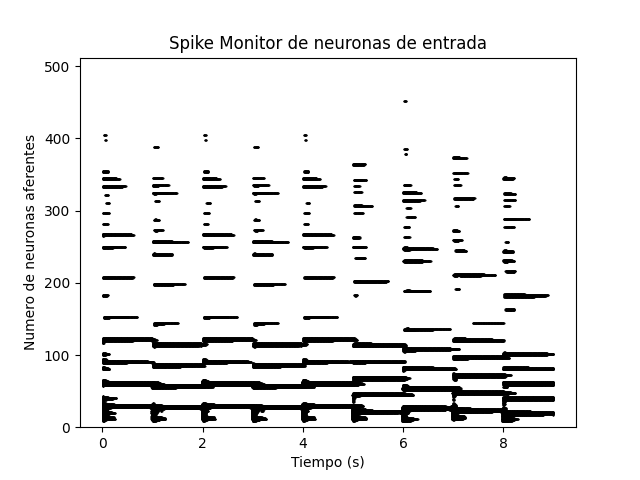 Spike Monitor de neuronas de entrada
500
400
300
200
100
0
Numero de neuronas aferentes
0 2 4 6 8
Tiempo (s)